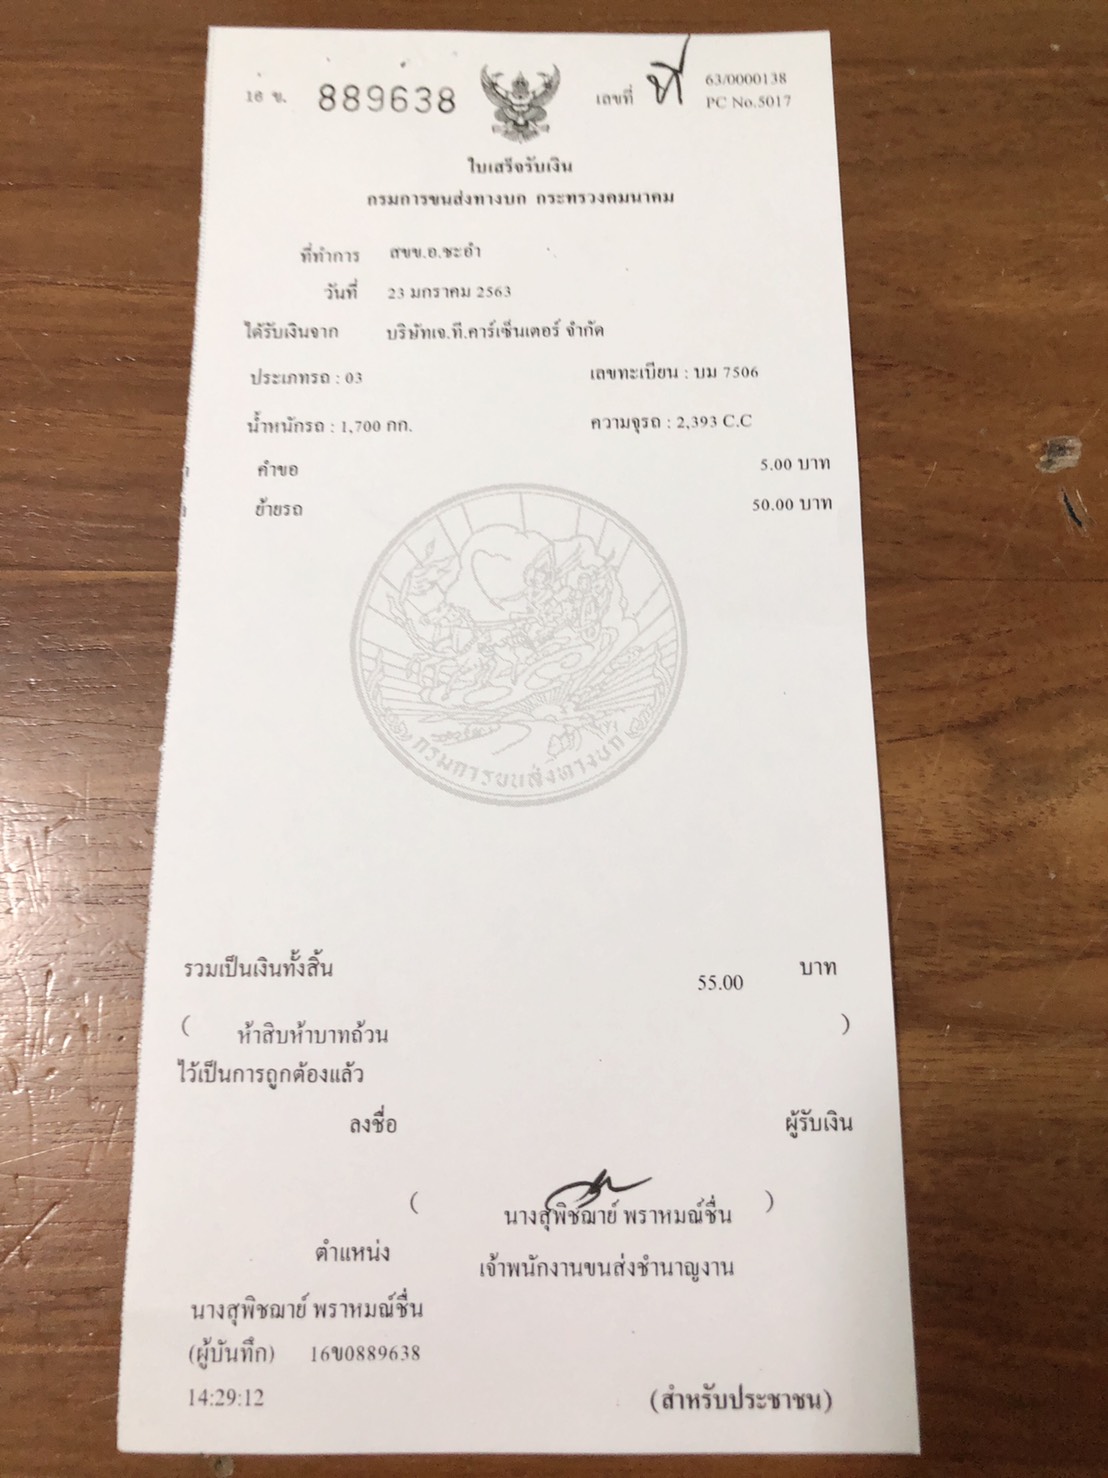 16 ข. 889638 เลขที่ ที่ 63/0000138
PC No.5017
ใบเสร็จรับเงิน
กรมการขนส่งทางบก กระทรวงคมนาคม
ที่ทำการ สขข.อ.ชะอำ
วันที่ 23 มกราคม 2563
ได้รับเงินจาก บริษัทเจ.ที.คาร์เซ็นเตอร์ จำกัด
ประเภทรถ : 03 เลขทะเบียน : บม 7506
น้ำหนักรถ : 1,700 กก. ความจุรถ : 2,393 C.C
คำขอ 5.00 บาท
ย้ายรถ 50.00 บาท
กรมการขนส่งทางบก
รวมเป็นเงินทั้งสิ้น 55.00 บาท
( ห้าสิบห้าบาทถ้วน )
ไว้เป็นการถูกต้องแล้ว
ลงชื่อ ผู้รับเงิน
( นางสุพิชฌาย์ พราหมณ์ชื่น )
ตำแหน่ง เจ้าพนักงานขนส่งชำนาญงาน
นางสุพิชฌาย์ พราหมณ์ชื่น
(ผู้บันทึก) 16ข0889638
14:29:12 (สำหรับประชาชน)